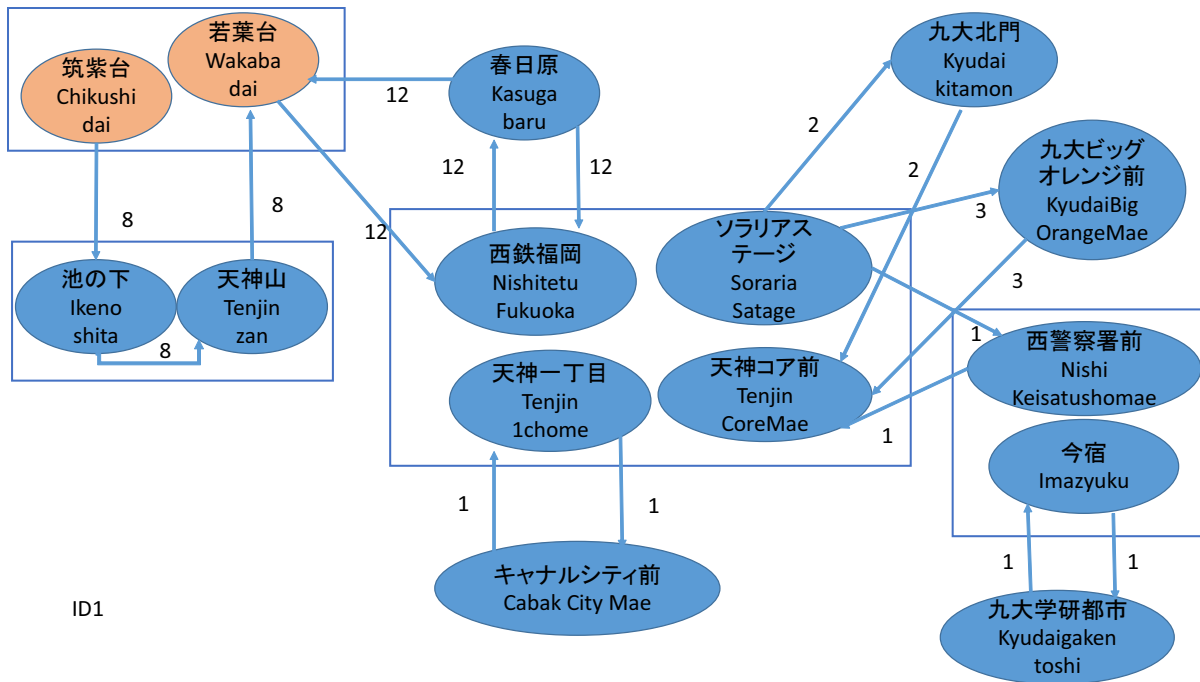 筑紫台
Chikushi
dai
若葉台
Wakaba
dai
12
春日原
Kasuga
baru
九大北門
Kyudai
kitamon
2
2
九大ビッグ
オレンジ前
KyudaiBig
OrangeMae
3
3
8
8
12
12
12
池の下
Ikeno
shita
天神山
Tenjin
zan
8
西鉄福岡
Nishitetu
Fukuoka
ソラリアス
テージ
Soraria
Satage
天神一丁目
Tenjin
1chome
天神コア前
Tenjin
CoreMae
1
1
西警察署前
Nishi
Keisatushomae
今宿
Imazyuku
1
1
キャナルシティ前
Cabak City Mae
1
1
九大学研都市
Kyudaigaken
toshi
ID1